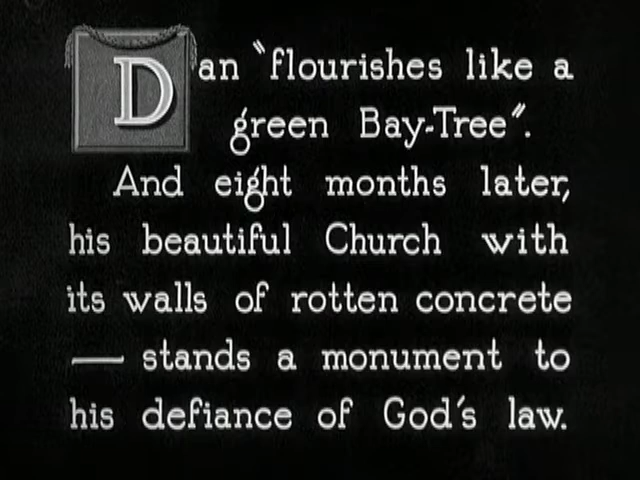 Dan "flourishes like a
green Bay-Tree".
And eight months later,
his beautiful Church with
its walls of rotten concrete
— stands a monument to
his defiance of God's law.